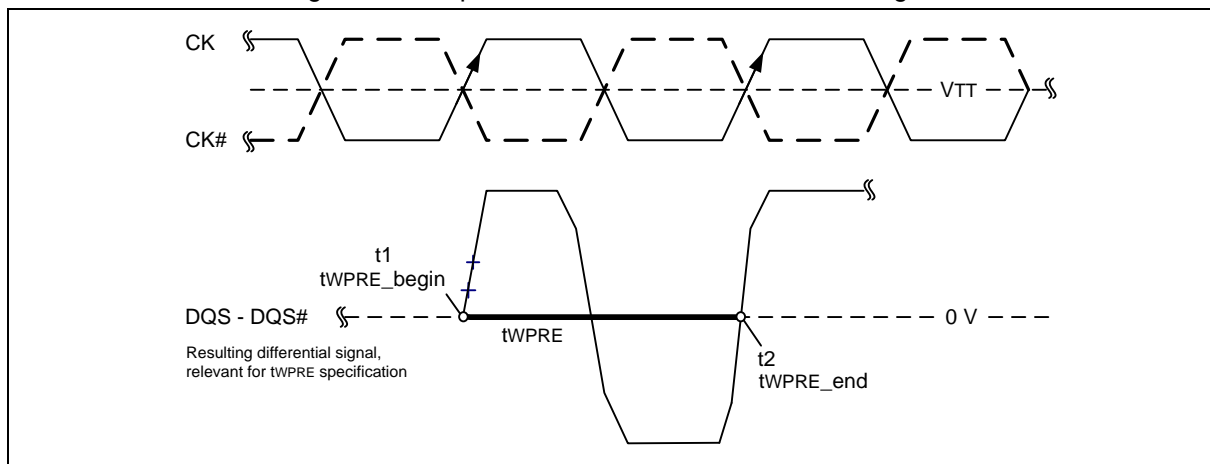 CK
VTT
CK#
t1
tWPRE_begin
DQS - DQS#
tWPRE
0 V
Resulting differential signal,
relevant for tWPRE specification
t2
tWPRE_end